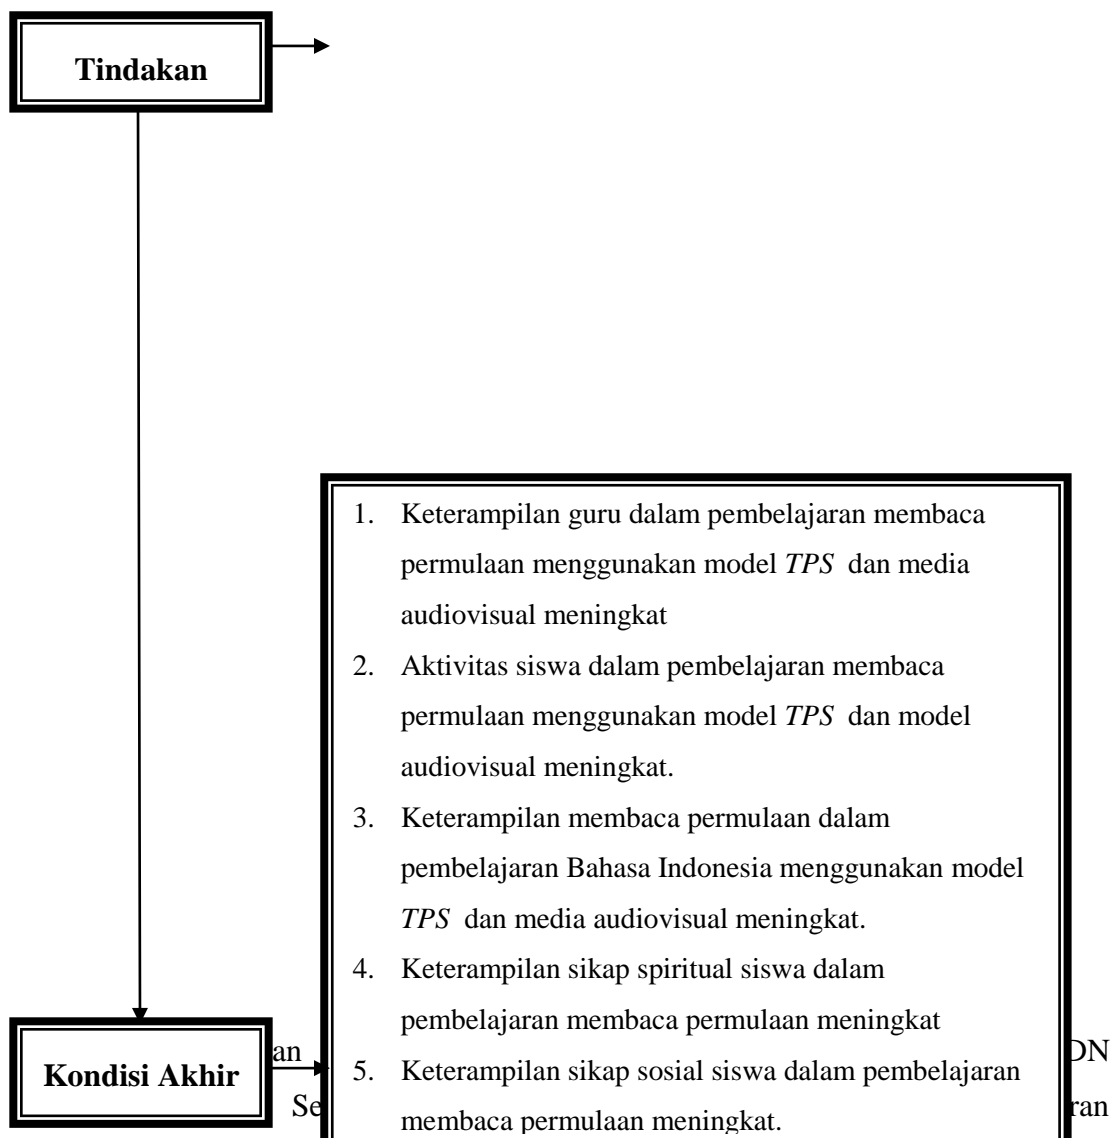 Tindakan
1. Keterampilan guru dalam pembelajaran membaca
permulaan menggunakan model TPS dan media
audiovisual meningkat
2. Aktivitas siswa dalam pembelajaran membaca
permulaan menggunakan model TPS dan model
audiovisual meningkat.
3. Keterampilan membaca permulaan dalam
pembelajaran Bahasa Indonesia menggunakan model
TPS dan media audiovisual meningkat.
4. Keterampilan sikap spiritual siswa dalam
pembelajaran membaca permulaan meningkat
5. Keterampilan sikap sosial siswa dalam pembelajaran
membaca permulaan meningkat.
Kondisi Akhir